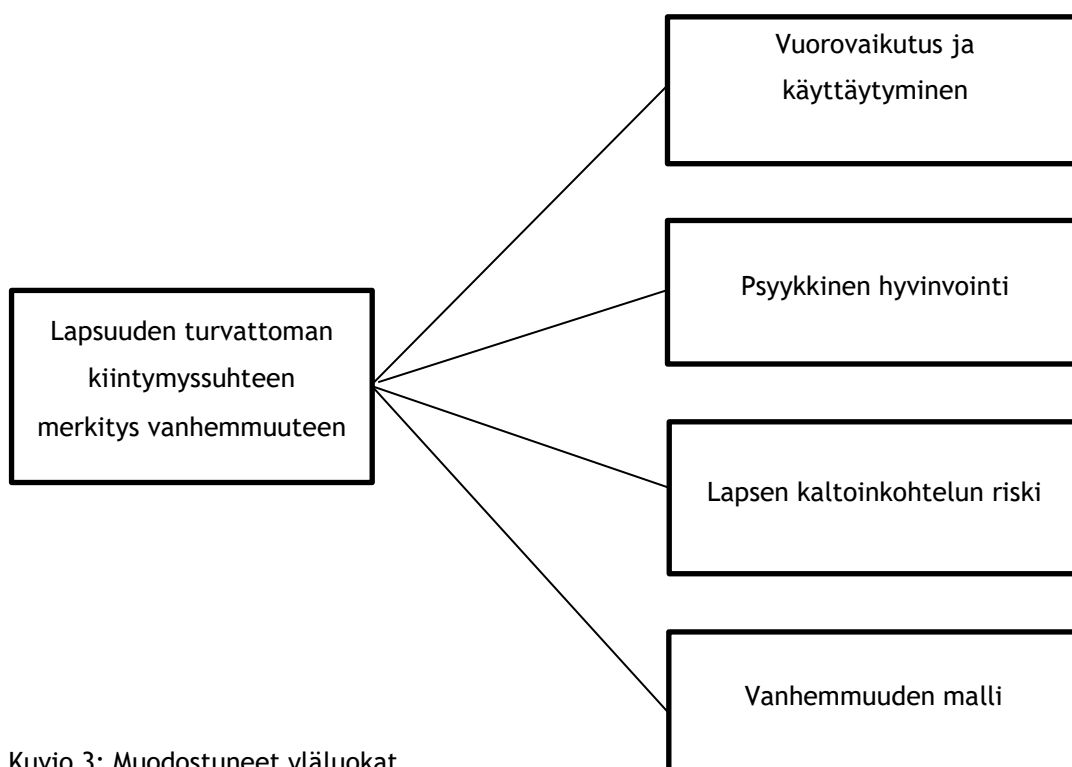 Vuorovaikutus ja
käyttäytyminen
Psyykkinen hyvinvointi
Lapsuuden turvattoman
kiintymyssuhteen
merkitys vanhemmuuteen
Lapsen kaltoinkohtelun riski
Vanhemmuuden malli
Kuvio 3: Muodostuneet yläluokat